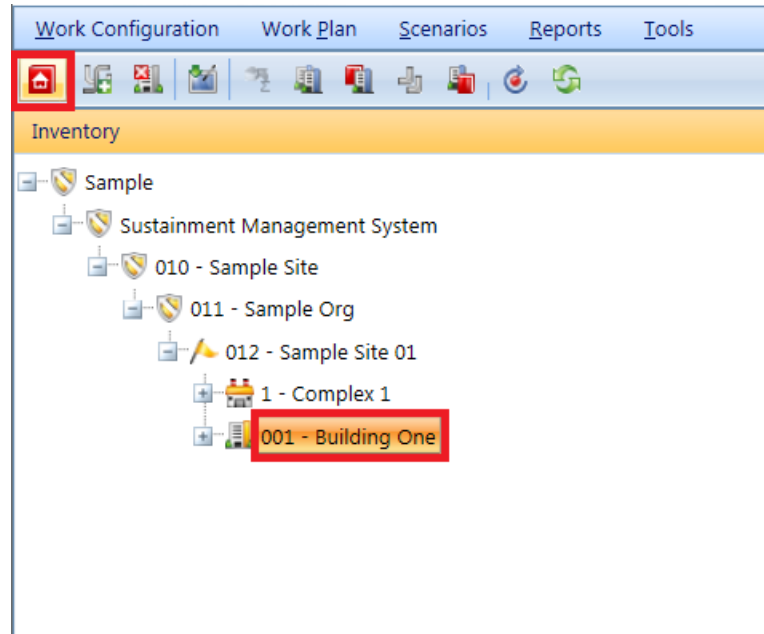 Work Configuration Work Plan Scenarios Reports Tools
Inventory
Sample
Sustainment Management System
010 - Sample Site
011 - Sample Org
012 - Sample Site 01
1 - Complex 1
001 - Building One